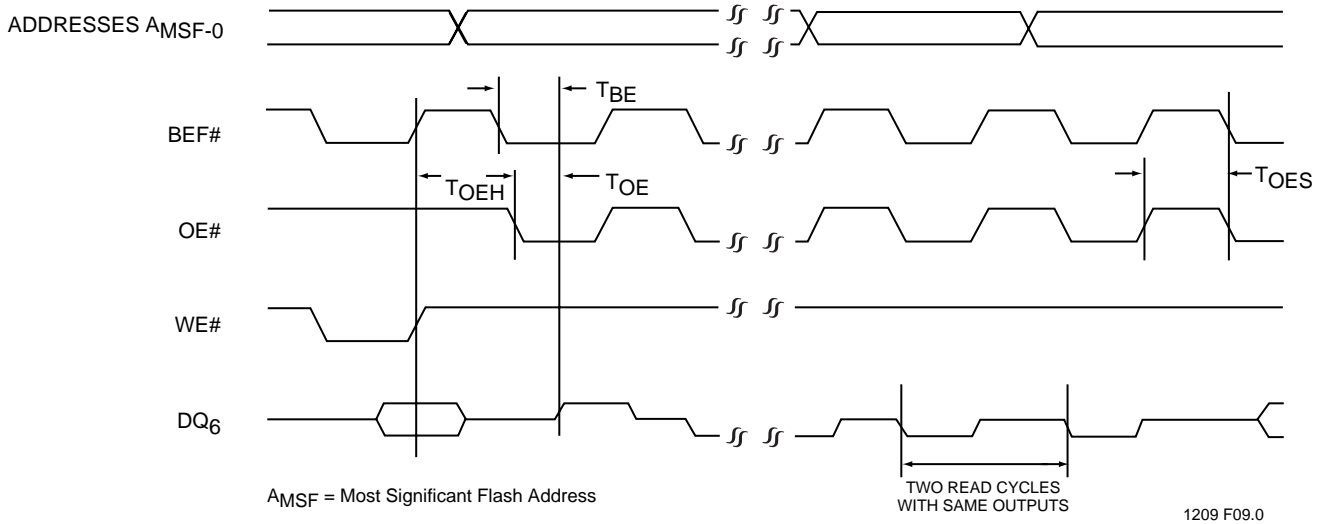 ADDRESSES AMSF-0
TBE
BEF#
TOEH
TOE
TOES
OE#
WE#
DQ6
AMSF = Most Significant Flash Address
TWO READ CYCLES
WITH SAME OUTPUTS
1209 F09.0